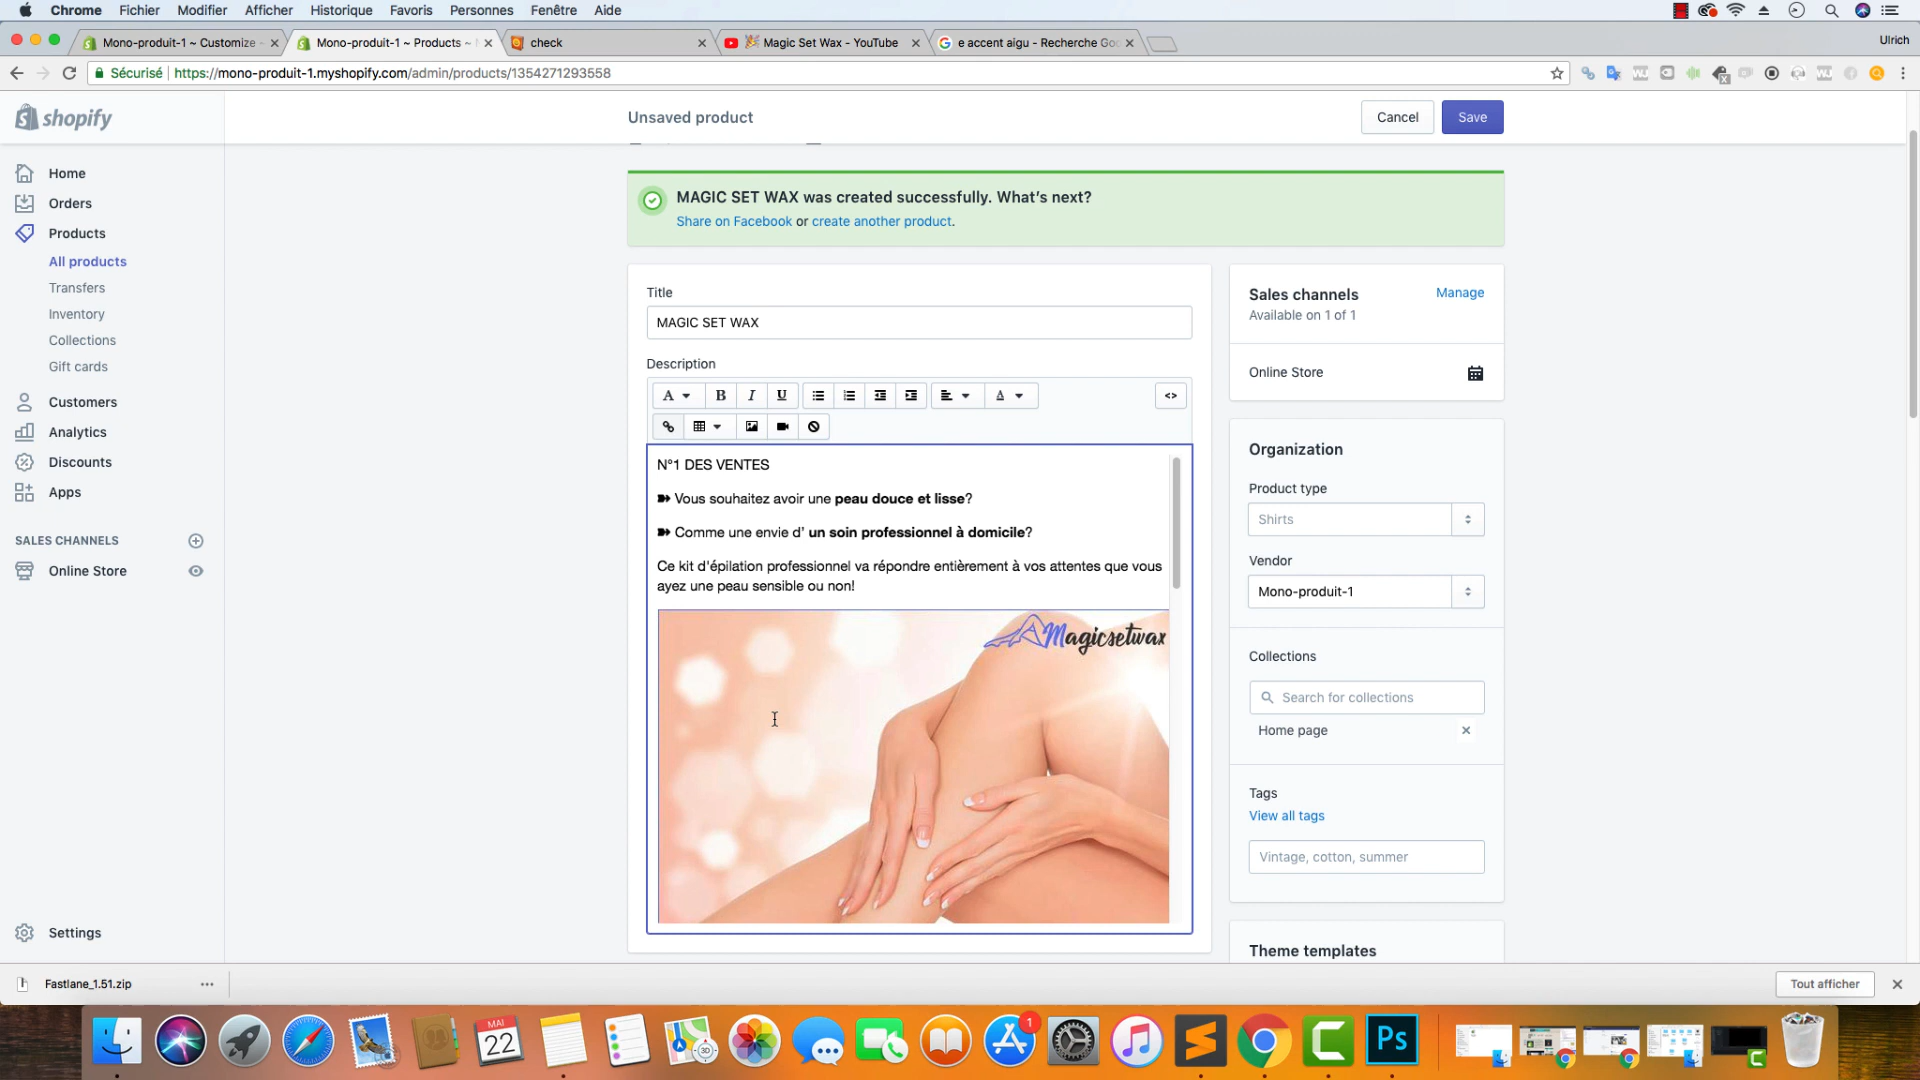 Chrome Fichier Modifier Afficher Historique Favoris Personnes Fenêtre Aide
Mono-produit-1 ~ Customize ~
Mono-produit-1 ~ Products ~
check
Magic Set Wax - YouTube
e accent aigu - Recherche Goo
Ulrich
Sécurisé https://mono-produit-1.myshopify.com/admin/products/1354271293558
shopify
Unsaved product
Cancel
Save
Home
Orders
Products
All products
Transfers
Inventory
Collections
Gift cards
Customers
Analytics
Discounts
Apps
SALES CHANNELS
Online Store
Settings
MAGIC SET WAX was created successfully. What's next?
Share on Facebook or create another product.
Title
MAGIC SET WAX
Description
A B I U A <>
N°1 DES VENTES
➽ Vous souhaitez avoir une peau douce et lisse?
➽ Comme une envie d' un soin professionnel à domicile?
Ce kit d'épilation professionnel va répondre entièrement à vos attentes que vous
ayez une peau sensible ou non!
Magicsetwax
Sales channels
Manage
Available on 1 of 1
Online Store
Organization
Product type
Shirts
Vendor
Mono-produit-1
Collections
Search for collections
Home page
Tags
View all tags
Vintage, cotton, summer
Theme templates
Fastlane_1.51.zip
Tout afficher
MAI
22
3D
1
Ps